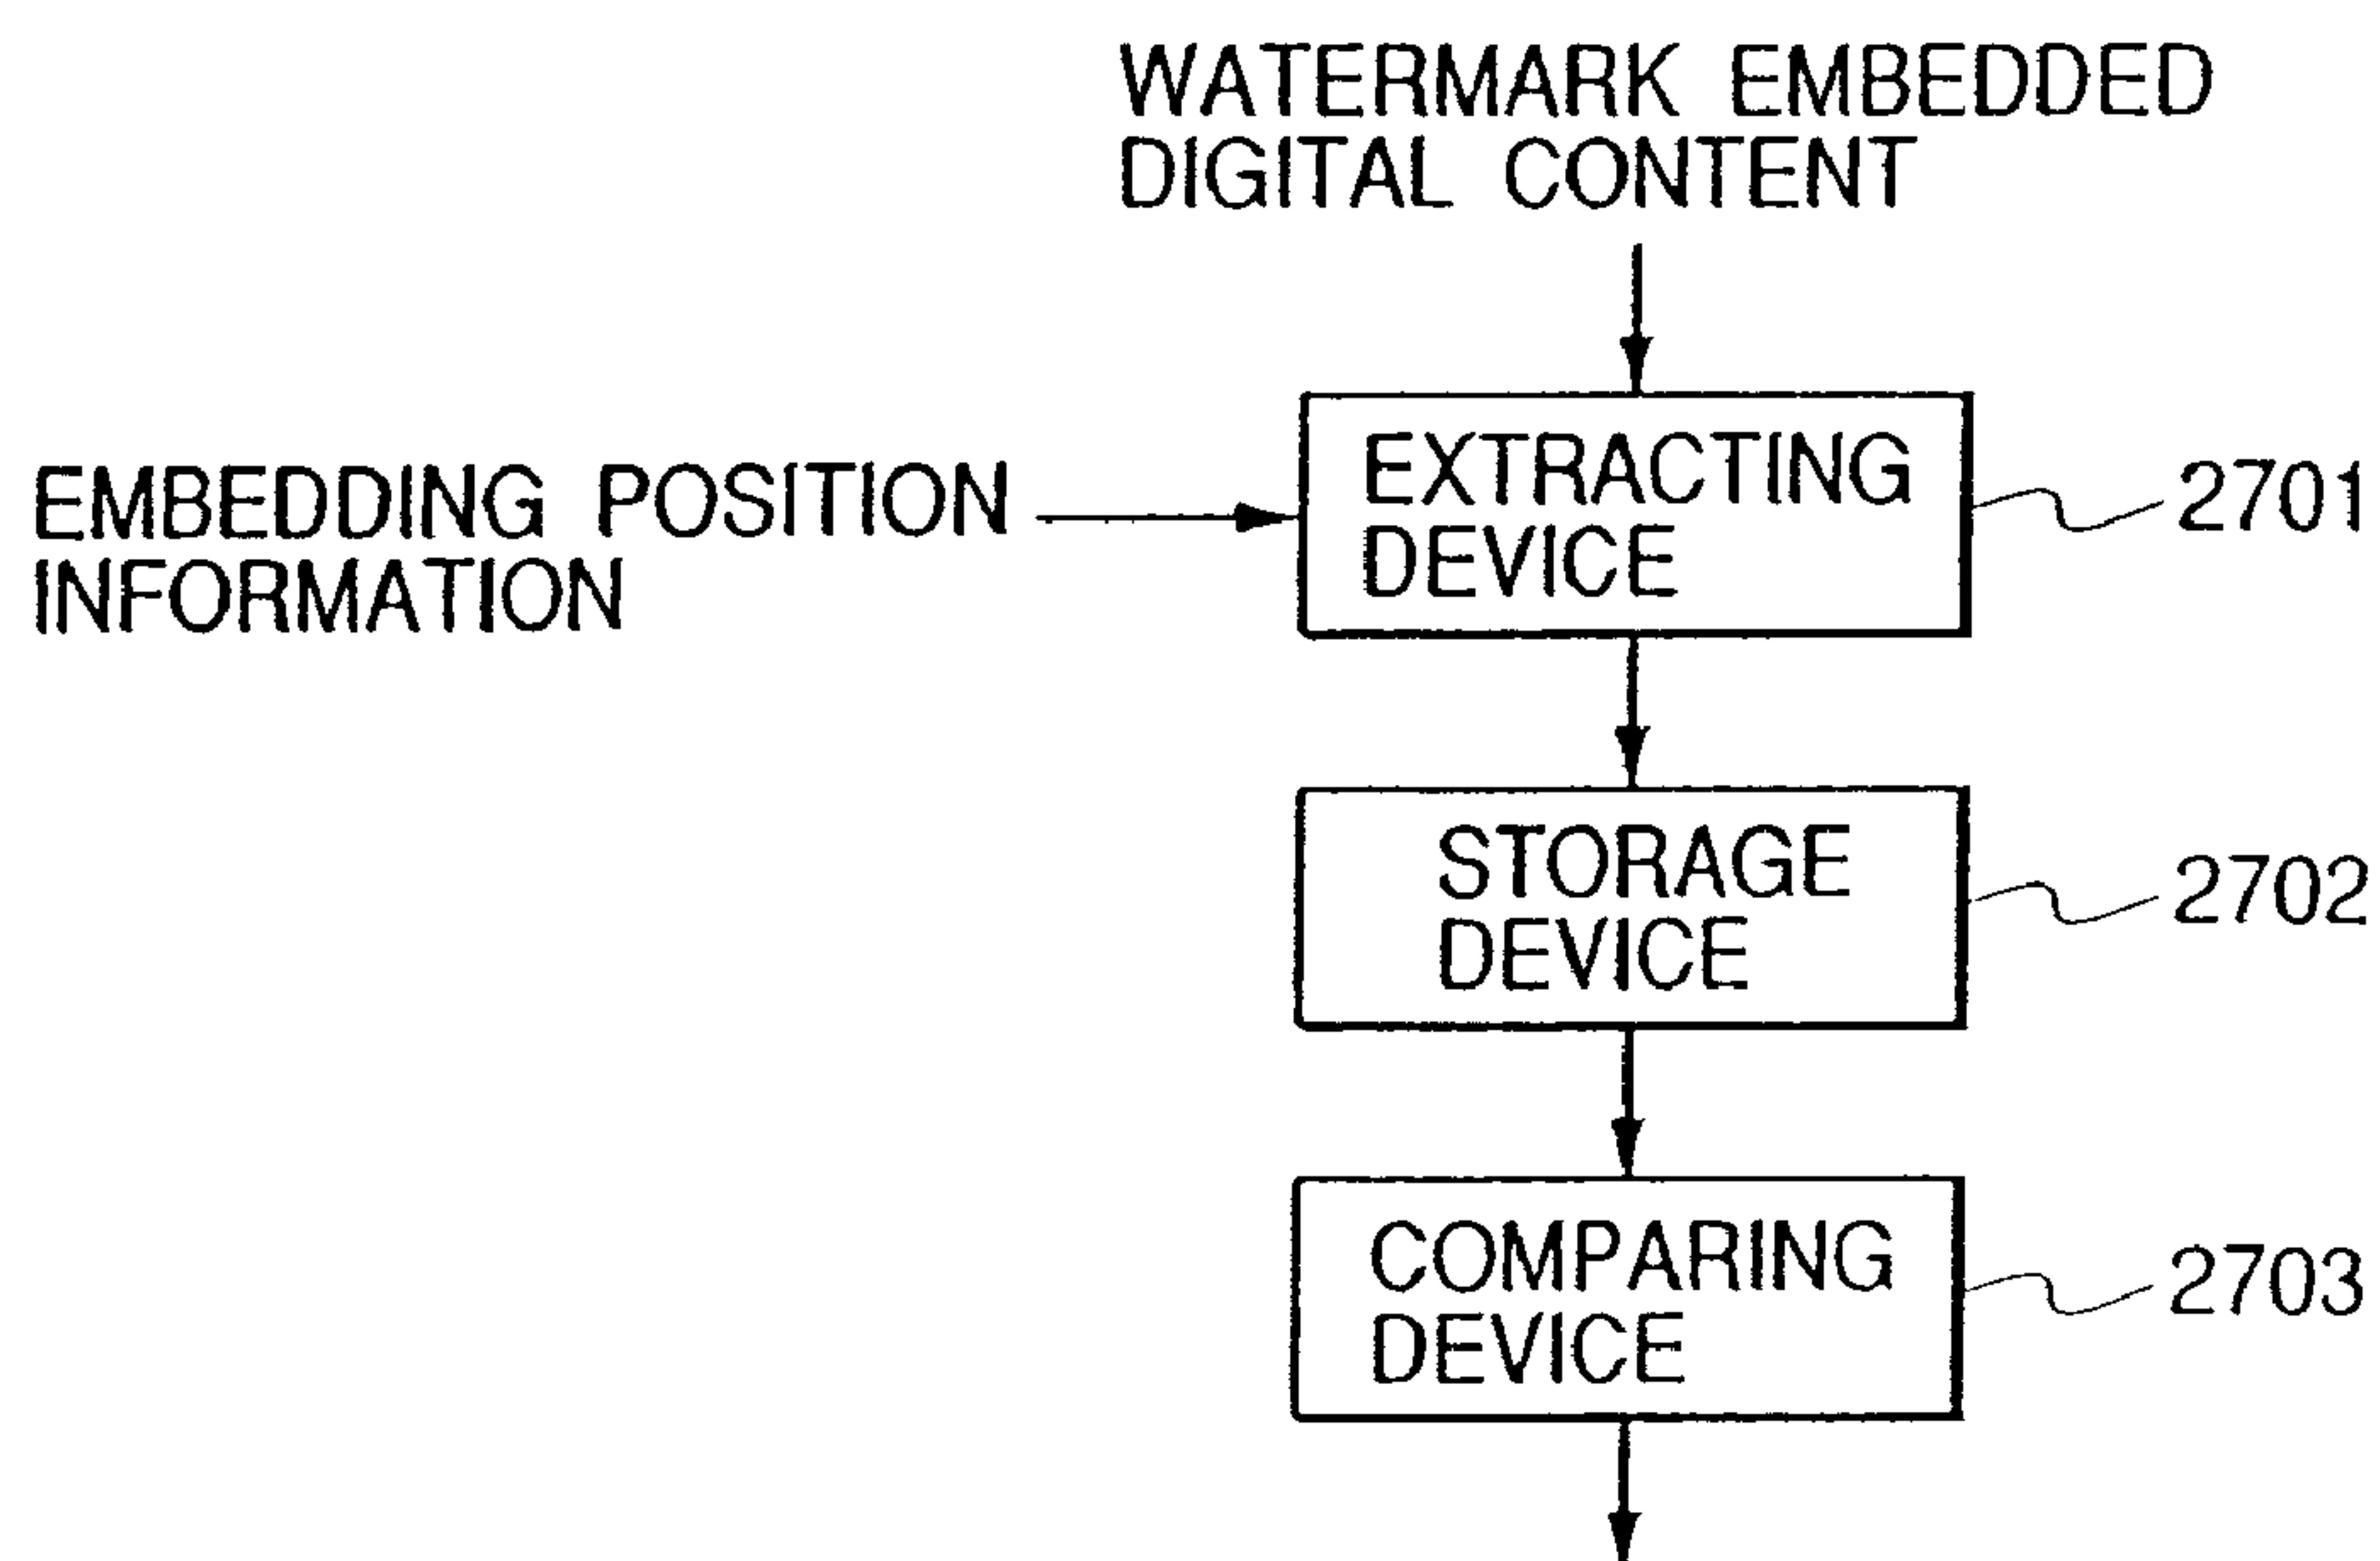 WATERMARK EMBEDDED
DIGITAL CONTENT
EMBEDDING POSITION
INFORMATION
EXTRACTING
DEVICE
2701
STORAGE
DEVICE
2702
COMPARING
DEVICE
2703